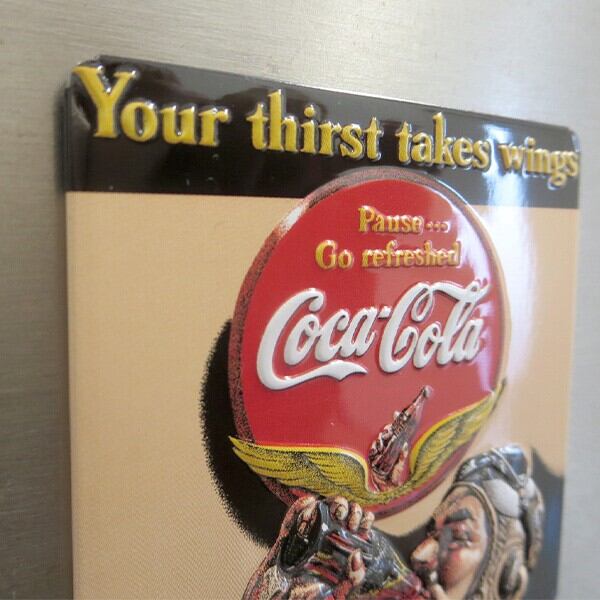 Your thirst takes wings
Pause...
Go refreshed
Coca-Cola